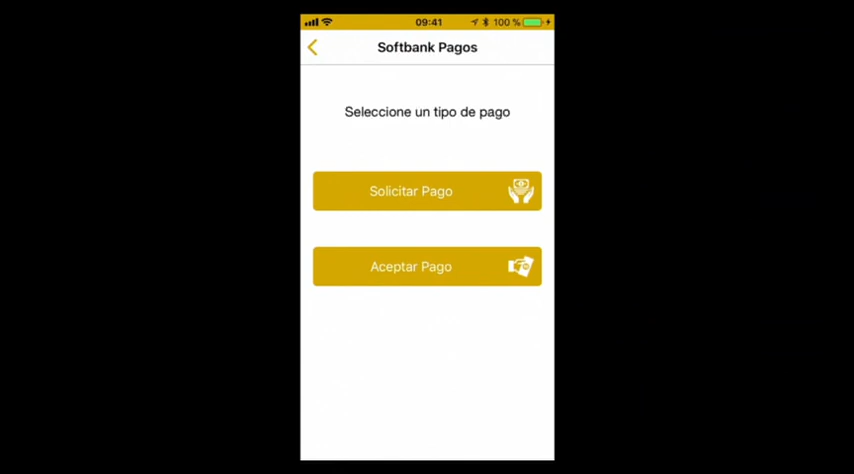 09:41 100 %
Softbank Pagos
Seleccione un tipo de pago
Solicitar Pago
Aceptar Pago